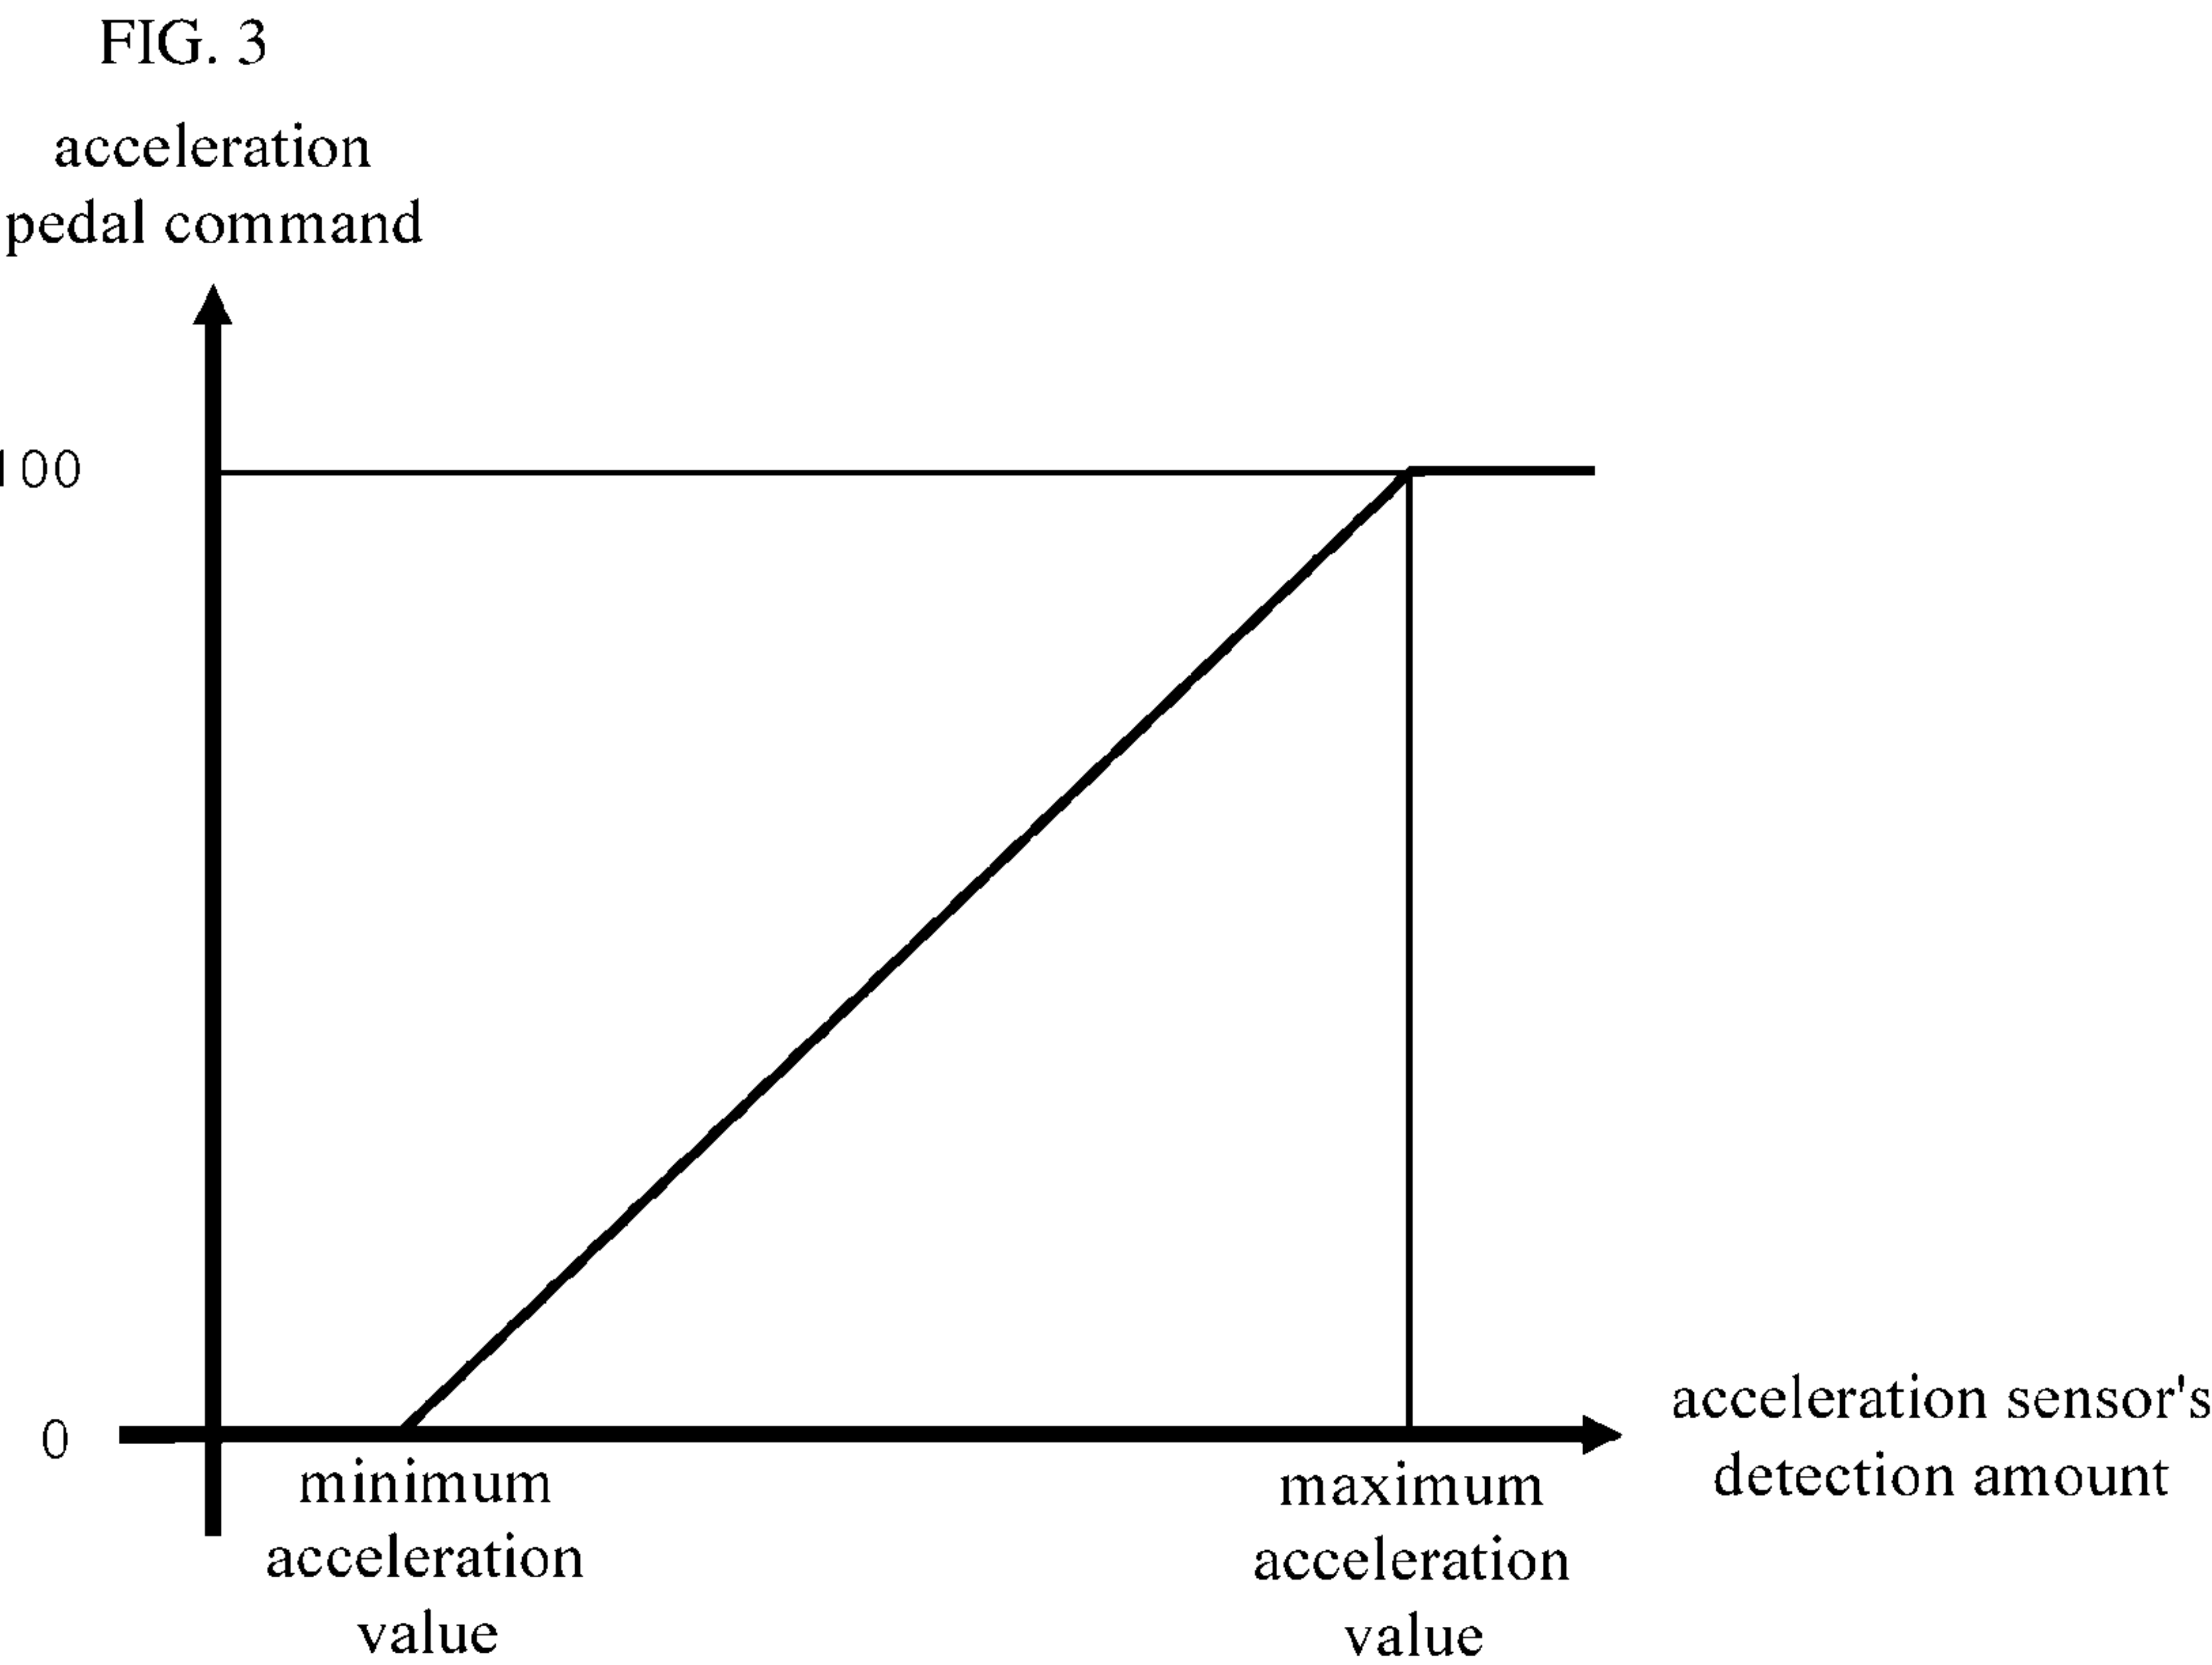 FIG. 3
acceleration
pedal command
100
0
minimum
acceleration
value
maximum
acceleration
value
acceleration sensor's
detection amount